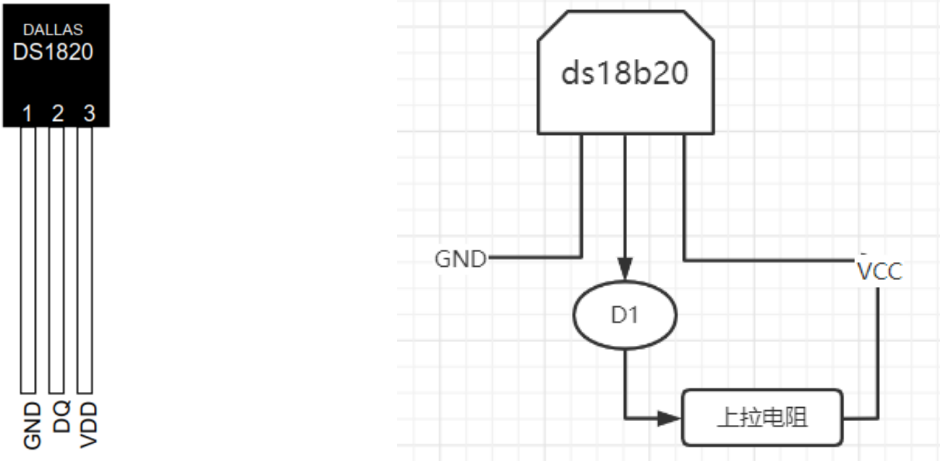 DALLAS
DS1820
1 2 3
GND
DQ
VDD
ds18b20
GND
VCC
D1
上拉电阻